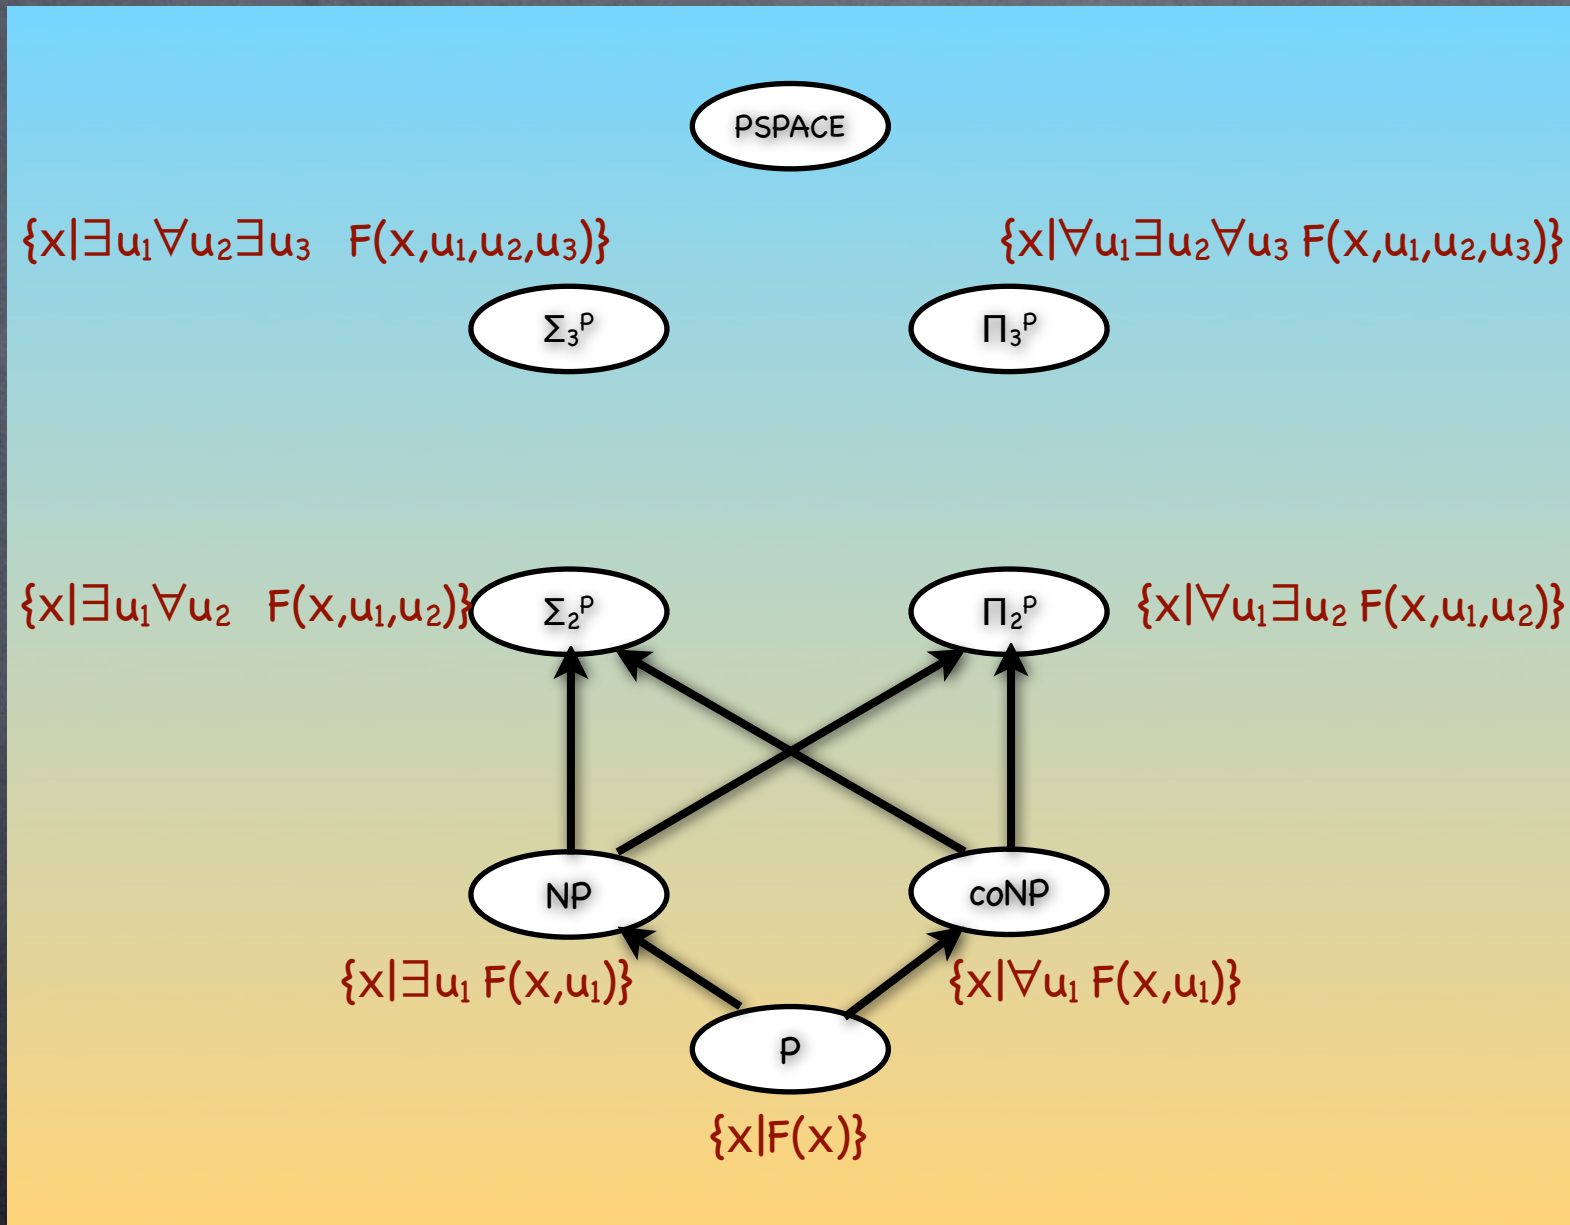 PSPACE
{x|∃u₁∀u₂∃u₃ F(x,u₁,u₂,u₃)}
{x|∀u₁∃u₂∀u₃ F(x,u₁,u₂,u₃)}
Σ₃ᴾ
Π₃ᴾ
{x|∃u₁∀u₂ F(x,u₁,u₂)}
Σ₂ᴾ
Π₂ᴾ
{x|∀u₁∃u₂ F(x,u₁,u₂)}
NP
coNP
{x|∃u₁ F(x,u₁)}
{x|∀u₁ F(x,u₁)}
P
{x|F(x)}